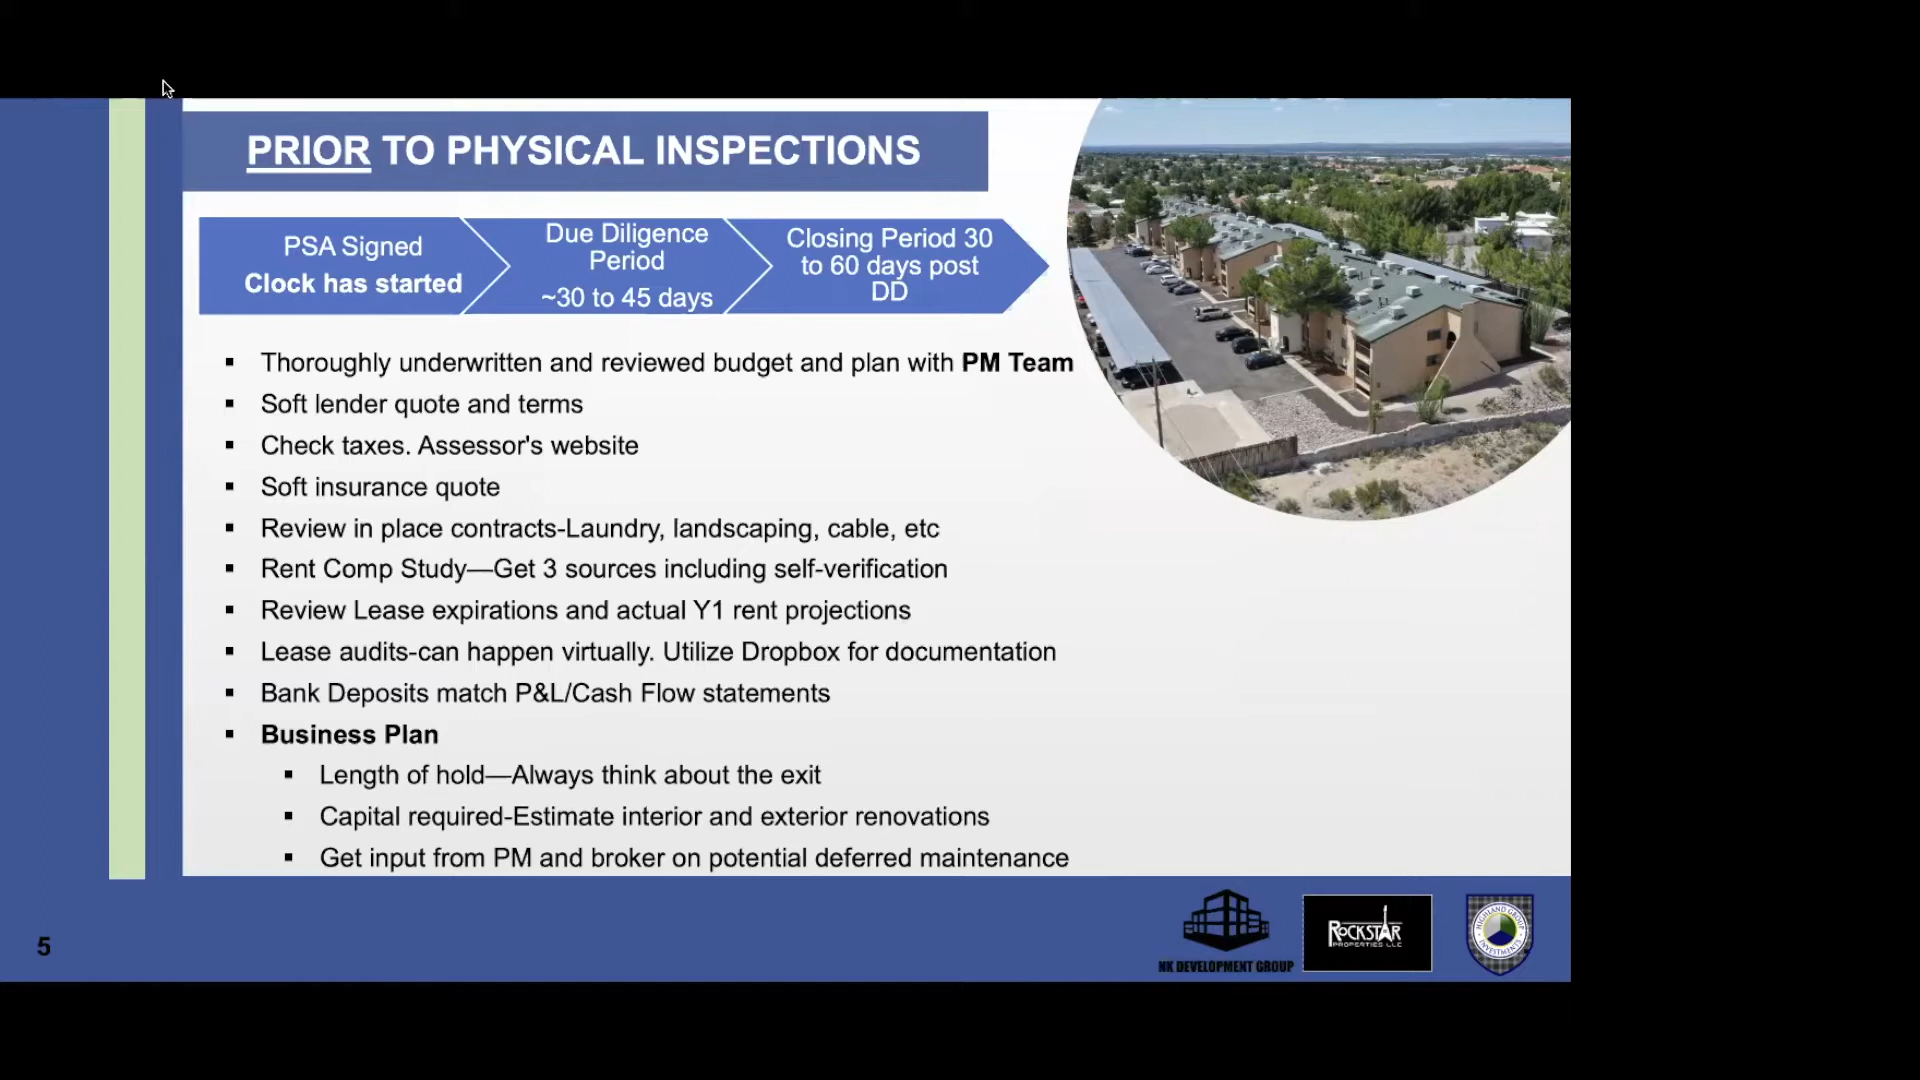 PRIOR TO PHYSICAL INSPECTIONS
PSA Signed
Clock has started
Due Diligence
Period
~30 to 45 days
Closing Period 30
to 60 days post
DD
Thoroughly underwritten and reviewed budget and plan with PM Team
Soft lender quote and terms
Check taxes. Assessor's website
Soft insurance quote
Review in place contracts-Laundry, landscaping, cable, etc
Rent Comp Study—Get 3 sources including self-verification
Review Lease expirations and actual Y1 rent projections
Lease audits-can happen virtually. Utilize Dropbox for documentation
Bank Deposits match P&L/Cash Flow statements
Business Plan
Length of hold—Always think about the exit
Capital required-Estimate interior and exterior renovations
Get input from PM and broker on potential deferred maintenance
5
NK DEVELOPMENT GROUP
ROCKSTAR
PROPERTIES LLC
HIGHLAND GROUP
INVESTMENTS